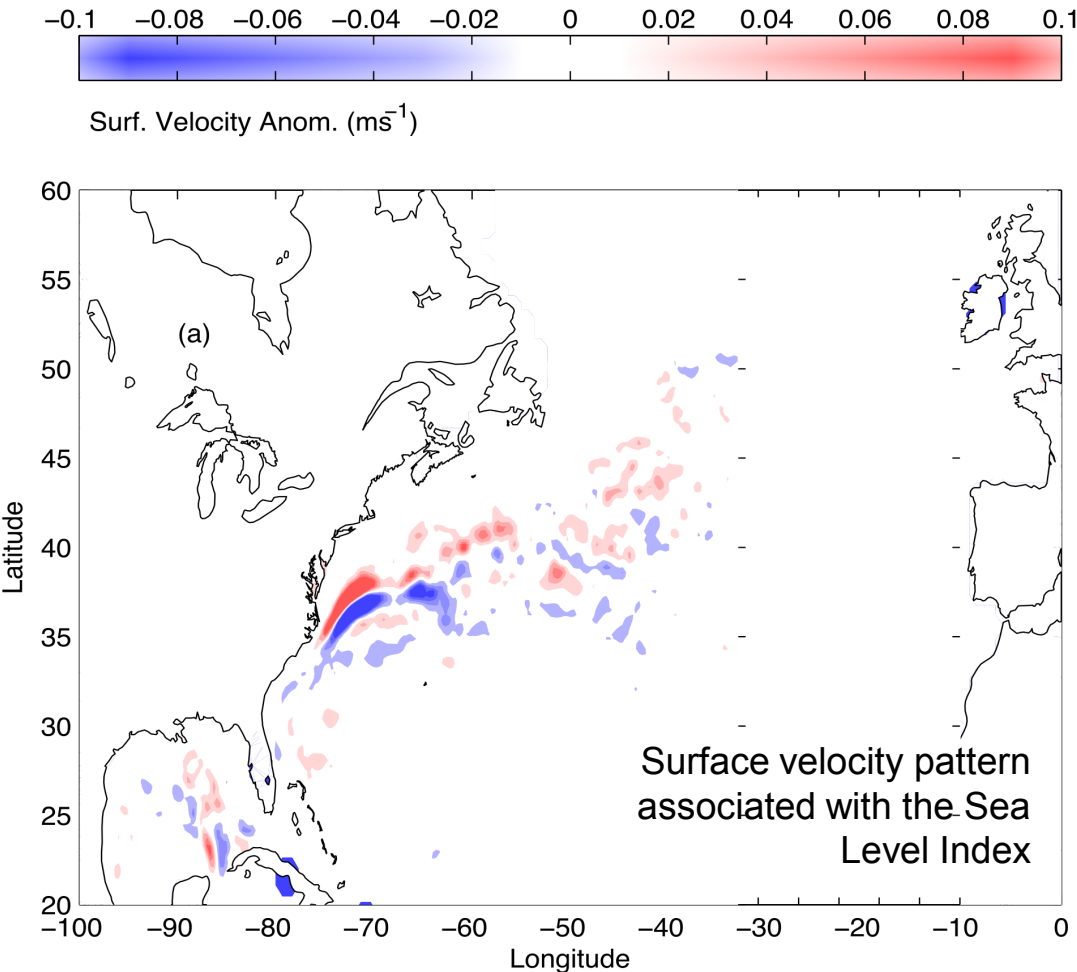 −0.1 −0.08 −0.06 −0.04 −0.02 0 0.02 0.04 0.06 0.08 0.1
Surf. Velocity Anom. (ms−1)
60
55
(a)
50
45
40
35
30
25
20
Latitude
Surface velocity pattern
associated with the Sea
Level Index
−100 −90 −80 −70 −60 −50 −40 −30 −20 −10 0
Longitude